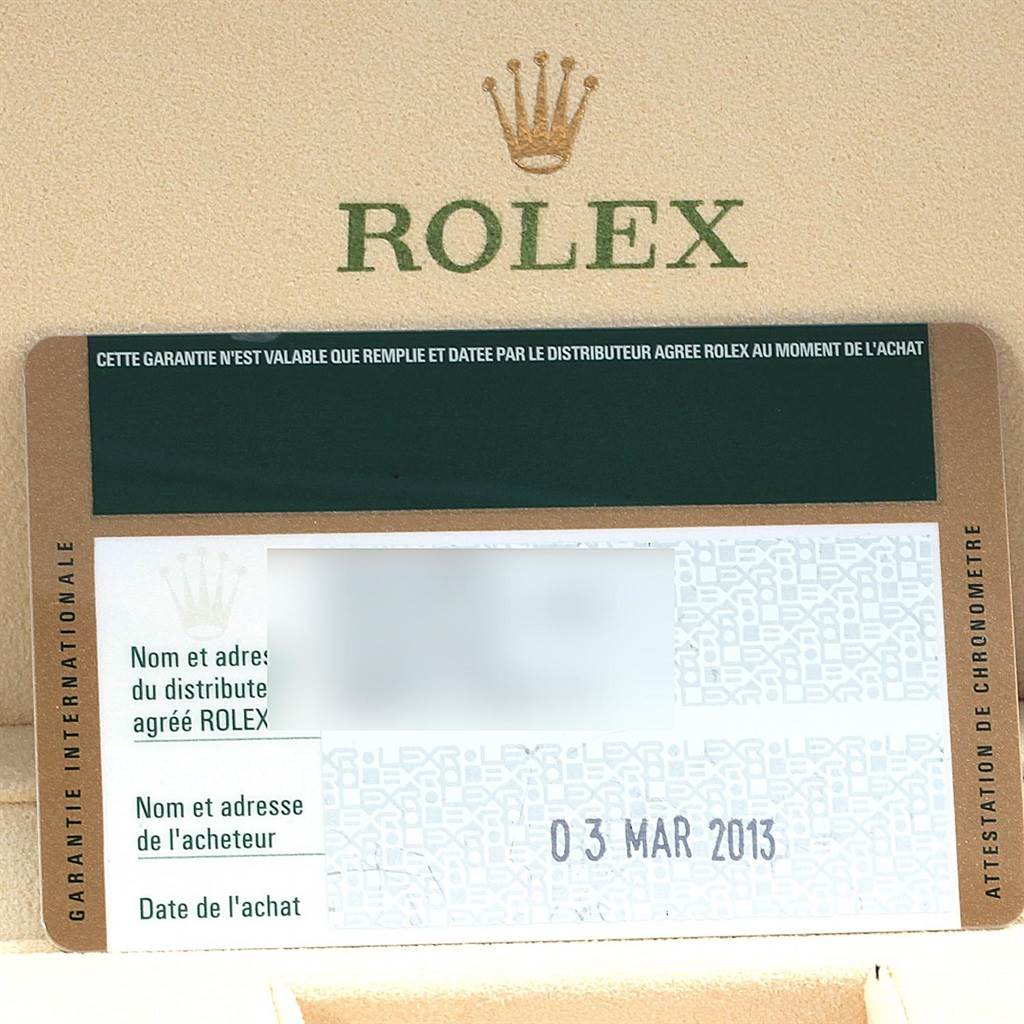 ROLEX
CETTE GARANTIE N'EST VALABLE QUE REMPLIE ET DATEE PAR LE DISTRIBUTEUR AGREE ROLEX AU MOMENT DE L'ACHAT
GARANTIE INTERNATIONALE
Nom et adres
du distribute
agréé ROLEX
Nom et adresse
de l'acheteur
03 MAR 2013
Date de l'achat
ATTESTATION DE CHRONOMETRE